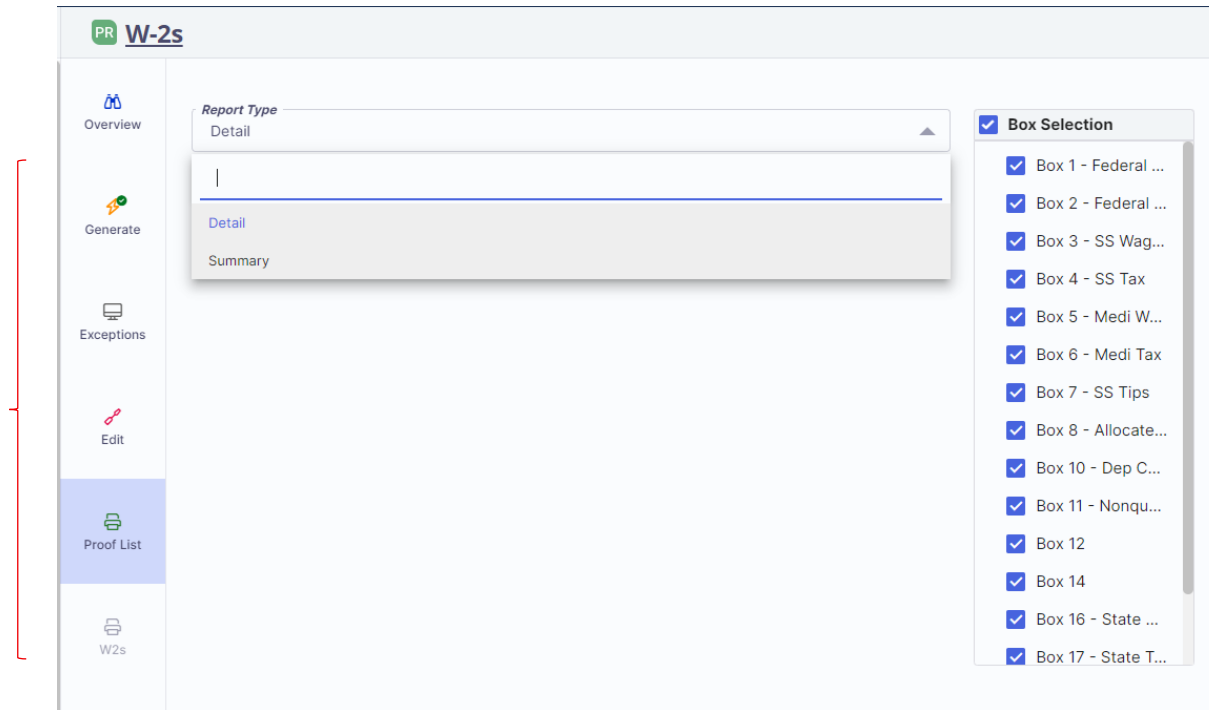 PR W-2s
Overview
Generate
Exceptions
Edit
Proof List
W2s
Report Type
Detail
Detail
Summary
Box Selection
Box 1 - Federal ...
Box 2 - Federal ...
Box 3 - SS Wag...
Box 4 - SS Tax
Box 5 - Medi W...
Box 6 - Medi Tax
Box 7 - SS Tips
Box 8 - Allocate...
Box 10 - Dep C...
Box 11 - Nonqu...
Box 12
Box 14
Box 16 - State ...
Box 17 - State T...